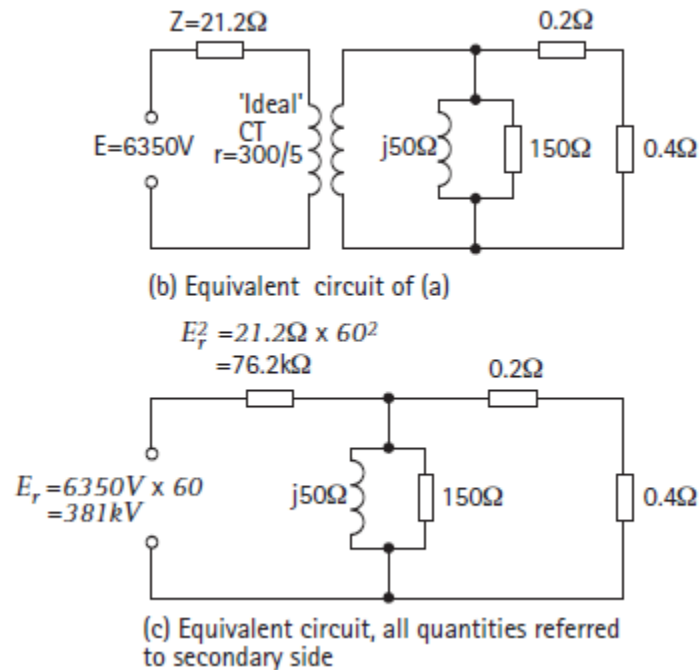 Z=21.2Ω
0.2Ω
E=6350V
'Ideal'
CT
r=300/5
j50Ω
150Ω
0.4Ω
(b) Equivalent circuit of (a)
E²ᵣ =21.2Ω x 60²
=76.2kΩ
0.2Ω
Eᵣ =6350V x 60
=381kV
j50Ω
150Ω
0.4Ω
(c) Equivalent circuit, all quantities referred
to secondary side